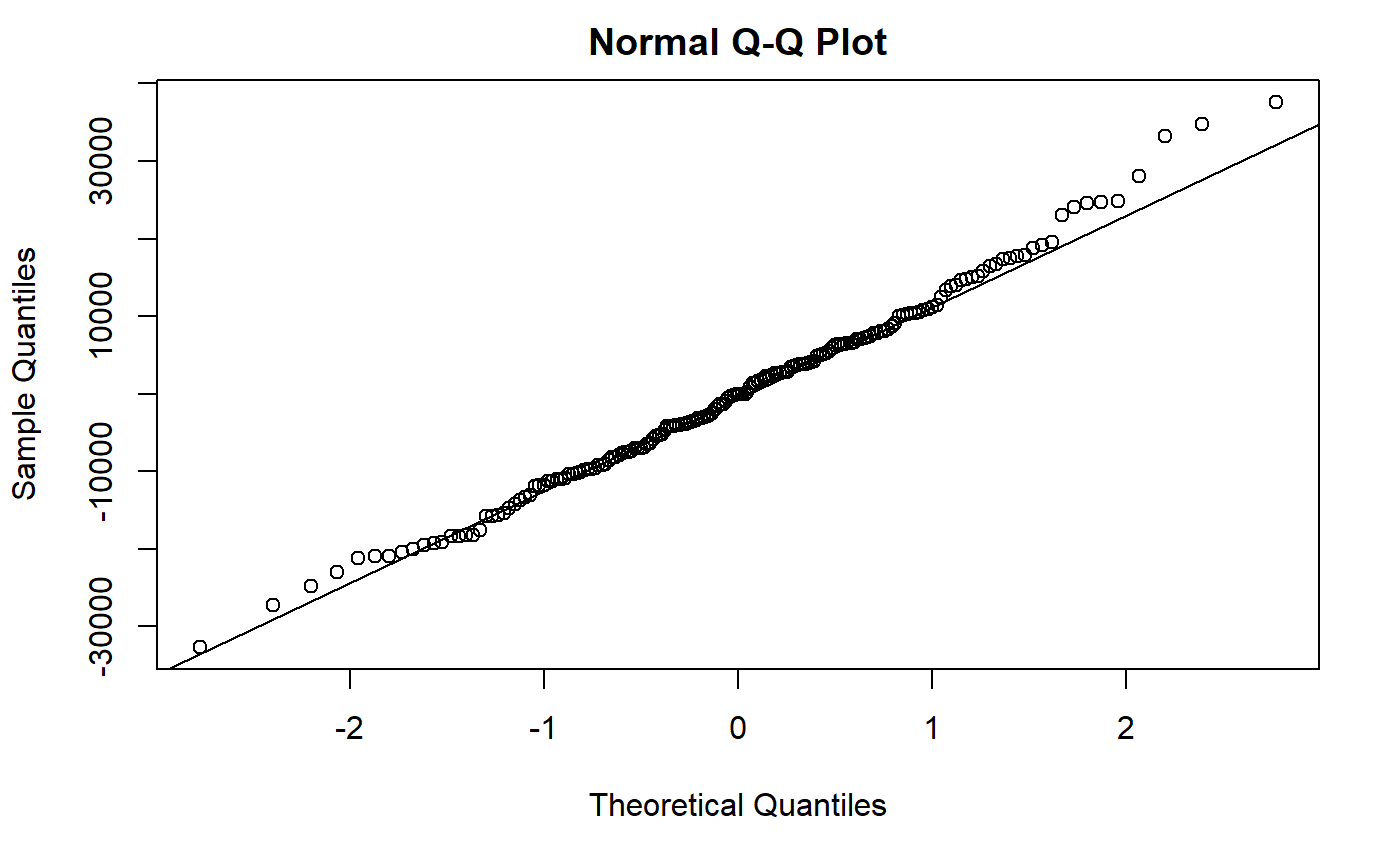 Normal Q-Q Plot
Sample Quantiles
30000
10000
-10000
-30000
-2 -1 0 1 2
Theoretical Quantiles